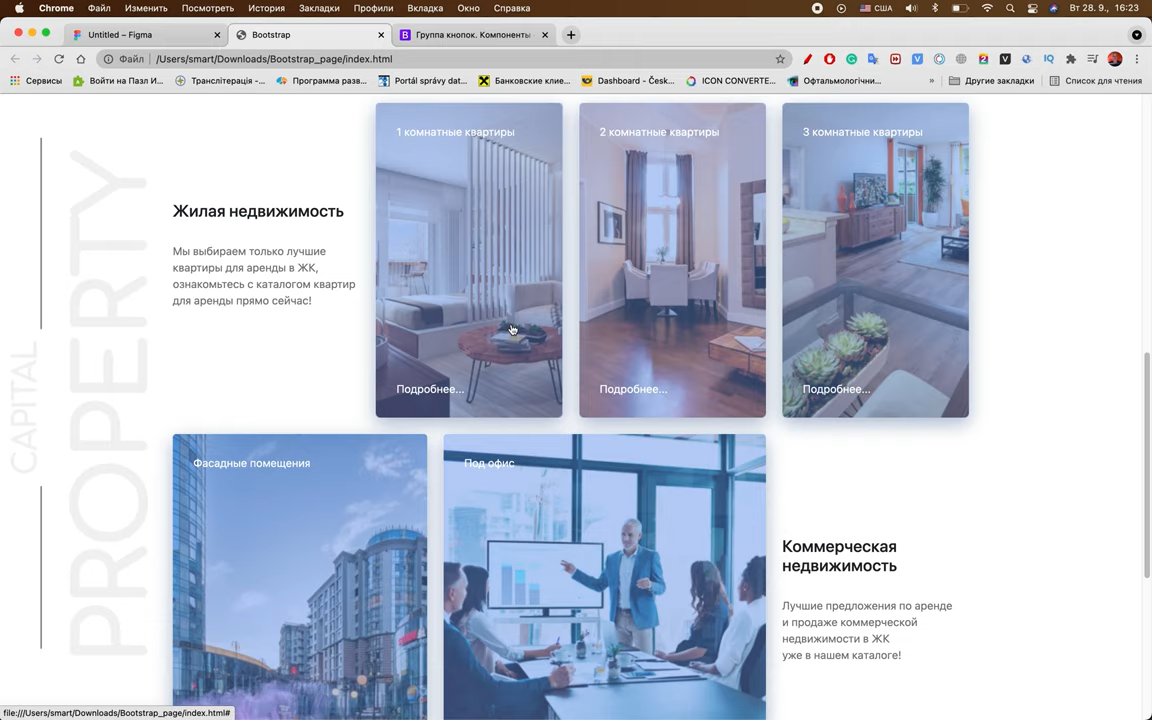 Chrome Файл Изменить Посмотреть История Закладки Профили Вкладка Окно Справка
США
Вт 28. 9., 16:23
Untitled – Figma
Bootstrap
Группа кнопок. Компоненты
Файл /Users/smart/Downloads/Bootstrap_page/index.html
Сервисы
Войти на Пазл И...
Транслітерація -...
Программа разв...
Portál správy dat...
Банковские клие...
Dashboard - Česk...
ICON CONVERTE...
Офтальмологічни...
»
Другие закладки
Список для чтения
CAPITAL
PROPERTY
Жилая недвижимость
Мы выбираем только лучшие
квартиры для аренды в ЖК,
ознакомьтесь с каталогом квартир
для аренды прямо сейчас!
1 комнатные квартиры
Подробнее...
2 комнатные квартиры
Подробнее...
3 комнатные квартиры
Подробнее...
Фасадные помещения
Под офис
Коммерческая
недвижимость
Лучшие предложения по аренде
и продаже коммерческой
недвижимости в ЖК
уже в нашем каталоге!
file:///Users/smart/Downloads/Bootstrap_page/index.html#